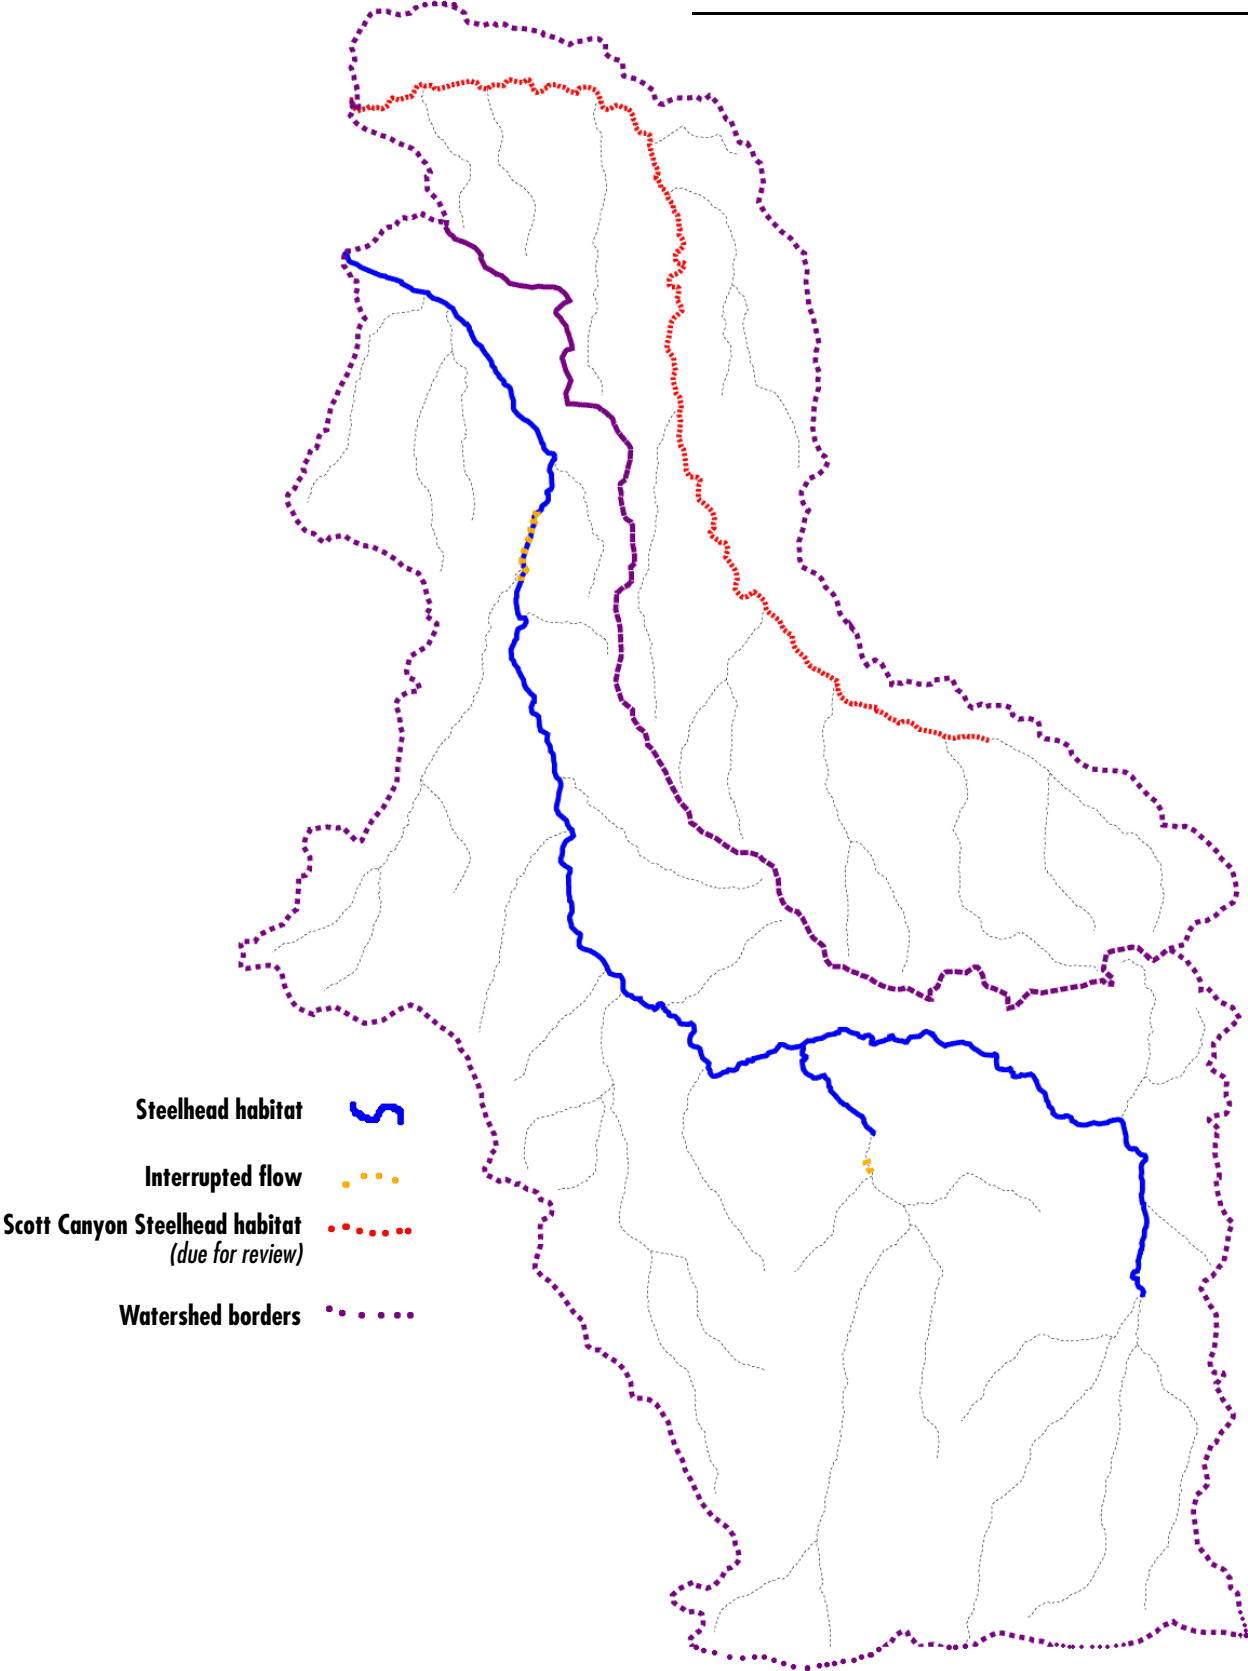 Steelhead habitat
Interrupted flow
Scott Canyon Steelhead habitat
(due for review)
Watershed borders